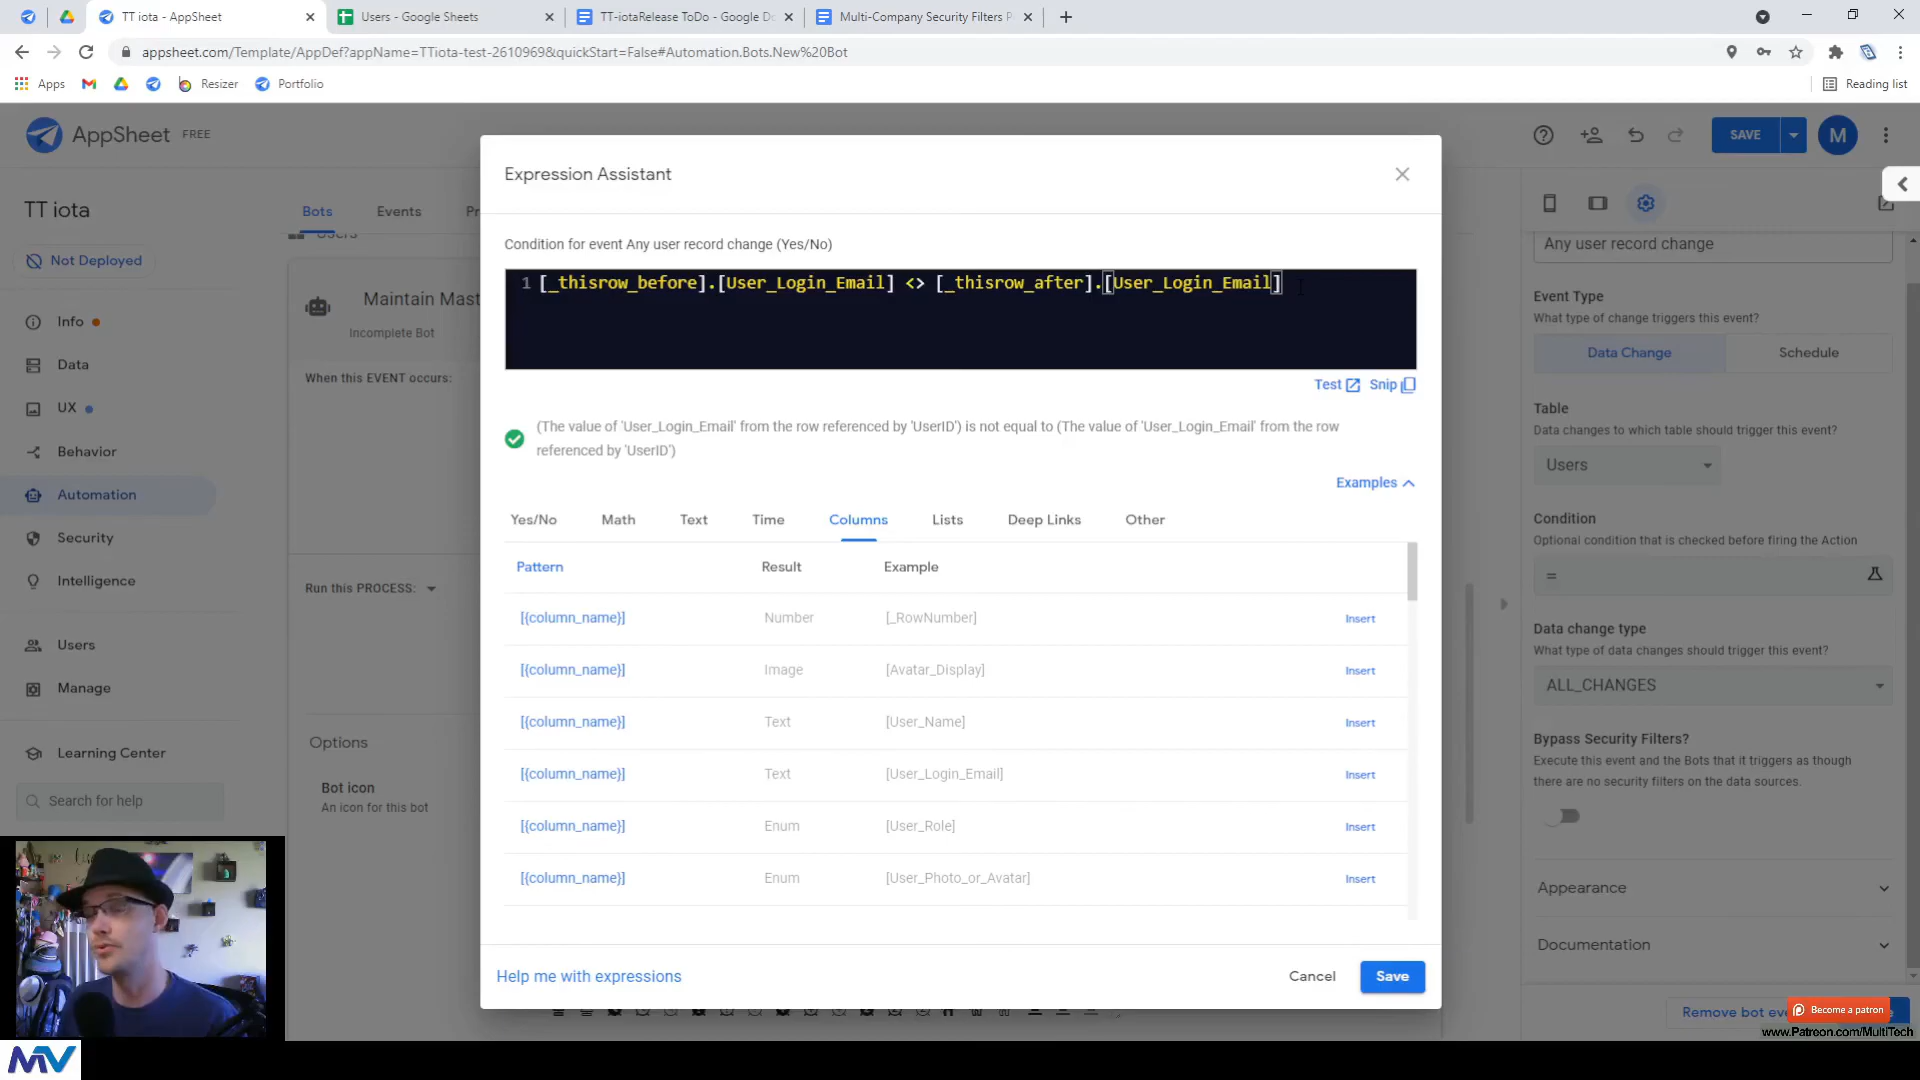 TT iota - AppSheet
Users - Google Sheets
TT-iotaRelease ToDo - Google Do
Multi-Company Security Filters P
appsheet.com/Template/AppDef?appName=TTiota-test-2610969&quickStart=False#Automation.Bots.New%20Bot
Apps
Resizer
Portfolio
Reading list
AppSheet FREE
SAVE
M
TT iota
Not Deployed
Info
Data
UX
Behavior
Automation
Security
Intelligence
Users
Manage
Learning Center
Search for help
Bots
Events
Pr
Users
Maintain Mast
Incomplete Bot
When this EVENT occurs:
Run this PROCESS:
Options
Bot icon
An icon for this bot
Expression Assistant
Condition for event Any user record change (Yes/No)
1 [_thisrow_before].[User_Login_Email] <> [_thisrow_after].[User_Login_Email]
Test
Snip
(The value of 'User_Login_Email' from the row referenced by 'UserID') is not equal to (The value of 'User_Login_Email' from the row
referenced by 'UserID')
Examples
Yes/No Math Text Time Columns Lists Deep Links Other
Pattern Result Example
[{column_name}] Number [_RowNumber] Insert
[{column_name}] Image [Avatar_Display] Insert
[{column_name}] Text [User_Name] Insert
[{column_name}] Text [User_Login_Email] Insert
[{column_name}] Enum [User_Role] Insert
[{column_name}] Enum [User_Photo_or_Avatar] Insert
Help me with expressions
Cancel
Save
Any user record change
Event Type
What type of change triggers this event?
Data Change
Schedule
Table
Data changes to which table should trigger this event?
Users
Condition
Optional condition that is checked before firing the Action
=
Data change type
What type of data changes should trigger this event?
ALL_CHANGES
Bypass Security Filters?
Execute this event and the Bots that it triggers as though
there are no security filters on the data sources.
Appearance
Documentation
Remove bot eve
Become a patron
www.Patreon.com/MultiTech
MV